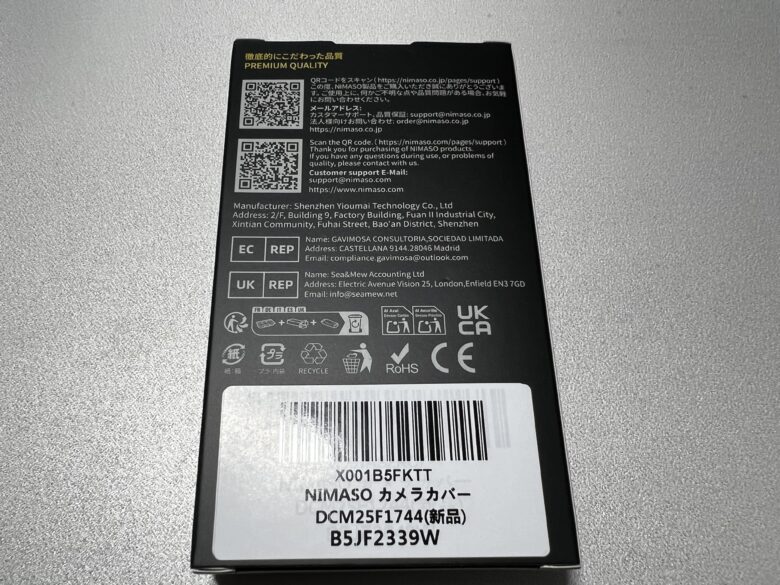 徹底的にこだわった品質
PREMIUM QUALITY
QRコードをスキャン(https://nimaso.co.jp/pages/support)
この度、NIMASO製品をご購入いただき誠にありがとうございま
す。ご使用上に、何かご不明な点や品質問題がある場合、お気軽
にお問い合わせください。
メールアドレス:
カスタマーサポート、品質保証: support@nimaso.co.jp
法人様向けお問い合わせ: order@nimaso.co.jp
https://nimaso.co.jp
Scan the QR code. ( https://nimaso.com/pages/support)
Thank you for purchasing of NIMASO products.
If you have any questions during use, or problems of
quality, please contact with us.
Customer support E-Mail:
support@nimaso.com
https://www.nimaso.com
Manufacturer: Shenzhen Yioumai Technology Co., Ltd
Address: 2/F, Building 9, Factory Building, Fuan II Industrial City,
Xintian Community, Fuhai Street, Bao'an District, Shenzhen
EC REP
Name: GAVIMOSA CONSULTORIA,SOCIEDAD LIMITADA
Address: CASTELLANA 9144.28046 Madrid
Email: compliance.gavimosa@outlook.com
UK REP
Name: Sea&Mew Accounting Ltd
Address: Electric Avenue Vision 25, London,Enfield EN3 7GD
Email: info@seamew.net
Al Azul
Al Amarillo
UK
CA
紙
プラ
紙:箱
プラ:内袋
RECYCLE
RoHS
CE
X001B5FKTT
NIMASO カメラカバー
DCM25F1744(新品)
B5JF2339W